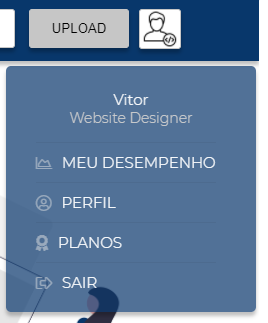 UPLOAD
Vitor
Website Designer
MEU DESEMPENHO
PERFIL
PLANOS
SAIR